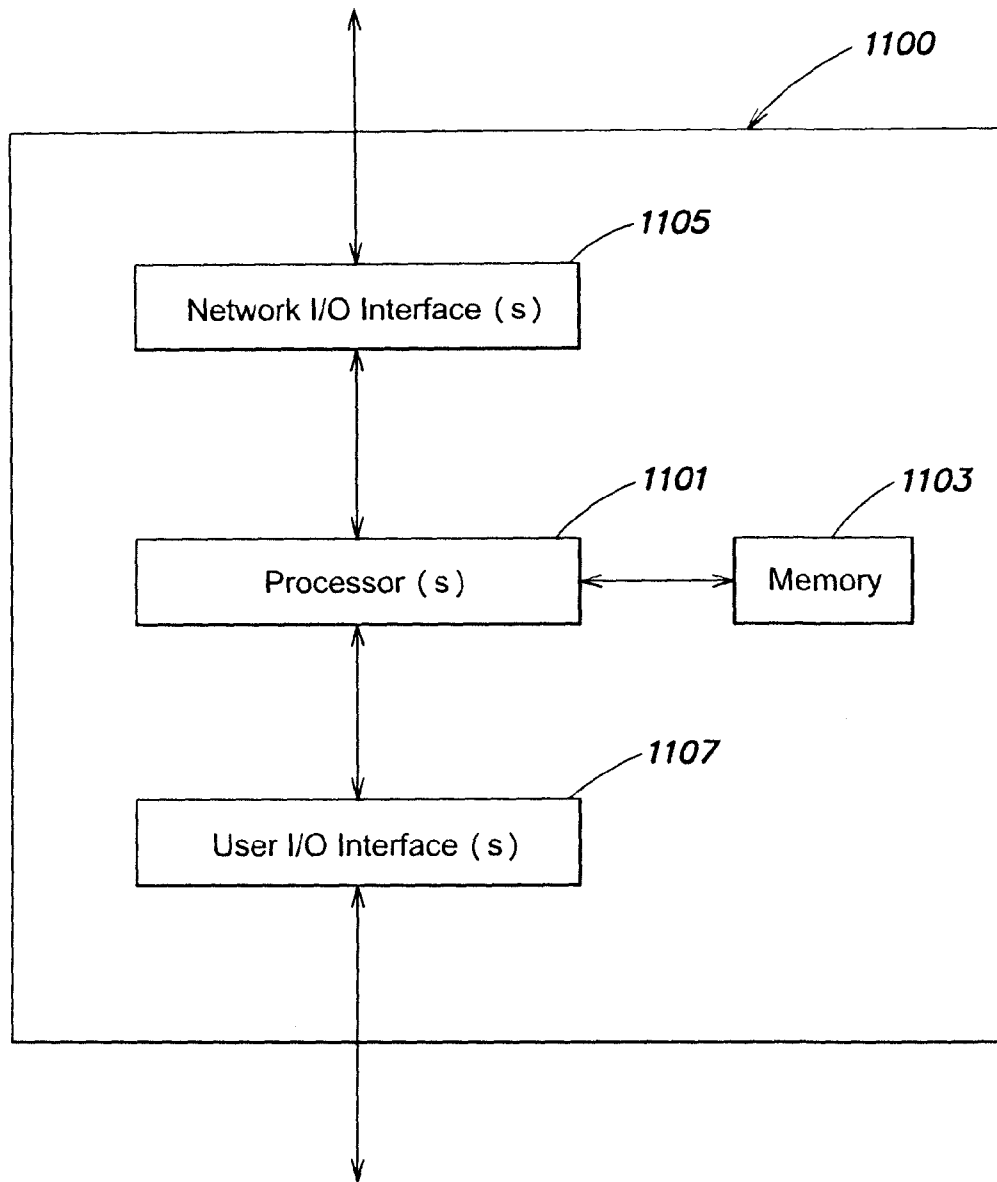 1100
1105
Network I/O Interface (s)
1101
1103
Processor (s)
Memory
1107
User I/O Interface (s)